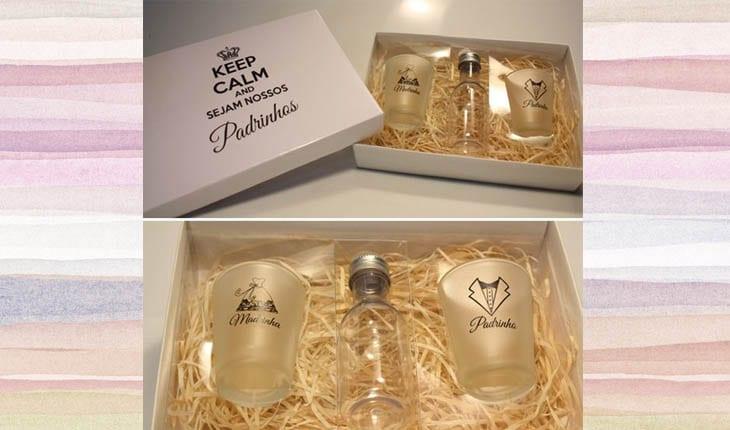 KEEP
CALM
AND
SEJAM NOSSOS
Padrinhos
Madrinha
Padrinho
Madrinha
Padrinho